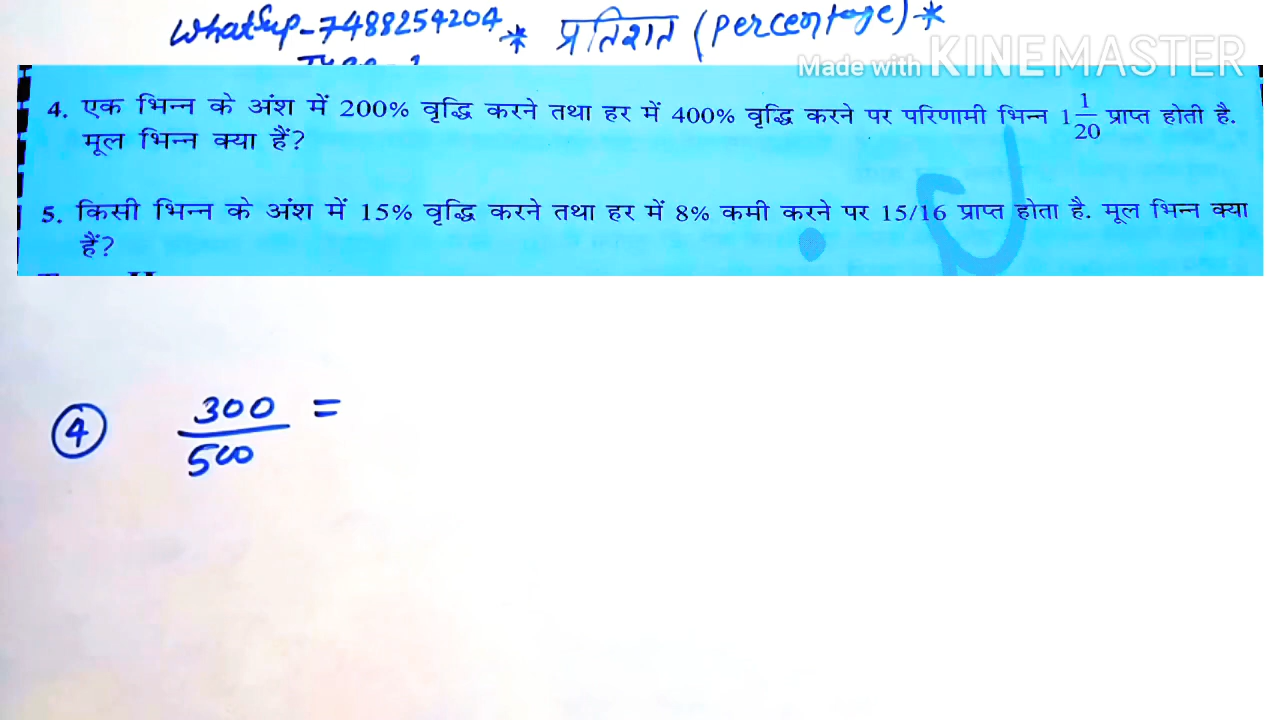 WhatSup-7488254204 * प्रतिशत (Percentage) *
Made with KINEMASTER
4. एक भिन्न के अंश में 200% वृद्धि करने तथा हर में 400% वृद्धि करने पर परिणामी भिन्न 1 1/20 प्राप्त होती है.
मूल भिन्न क्या हैं?
5. किसी भिन्न के अंश में 15% वृद्धि करने तथा हर में 8% कमी करने पर 15/16 प्राप्त होता है. मूल भिन्न क्या
हैं?
④ 300 =
500